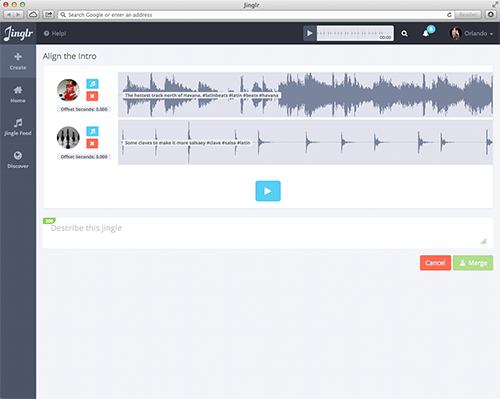 Jinglr
Search Google or enter an address
Reader
Jinglr
Help!
00:00
8
Orlando
Create
Home
Jingle Feed
Discover
Align the Intro
The hottest track north of Havana. #latinbeats #latin #beats #havana
Offset Seconds: 0.000
Some claves to make it more salsasy #clave #salsa #latin
Offset Seconds: 0.000
200
Describe this jingle
Cancel
Merge